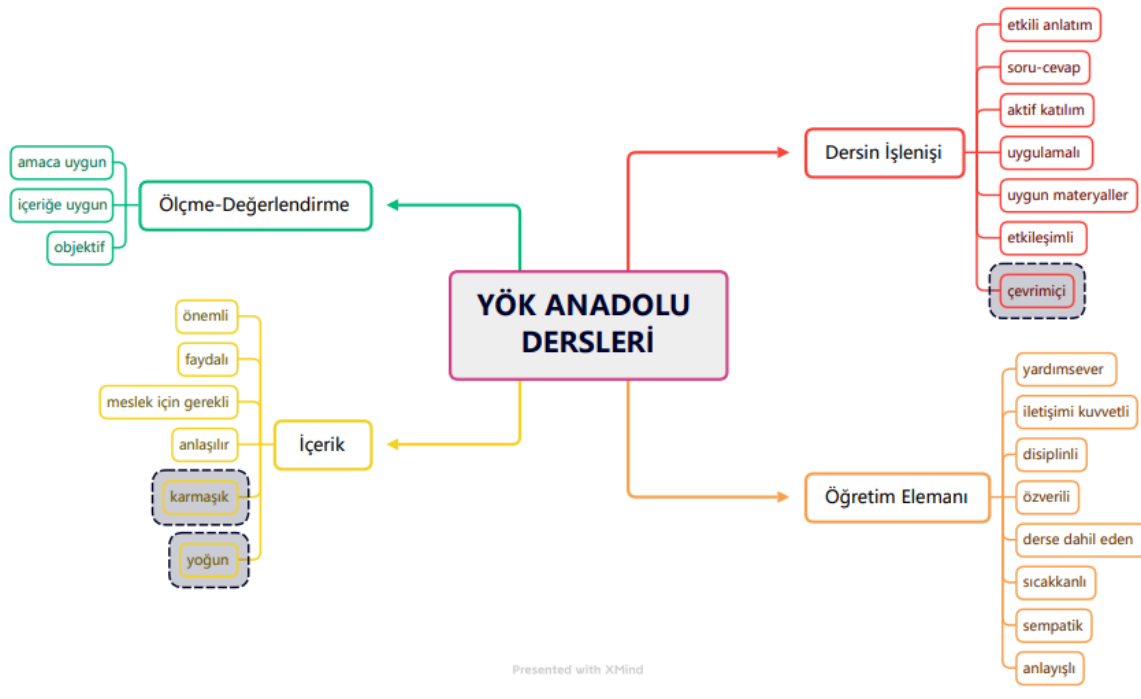 YÖK ANADOLU
DERSLERİ
Dersin İşlenişi
etkili anlatım
soru-cevap
aktif katılım
uygulamalı
uygun materyaller
etkileşimli
çevrimiçi
Öğretim Elemanı
yardımsever
iletişimi kuvvetli
disiplinli
özverili
derse dahil eden
sıcakkanlı
sempatik
anlayışlı
Ölçme-Değerlendirme
amaca uygun
içeriğe uygun
objektif
İçerik
önemli
faydalı
meslek için gerekli
anlaşılır
karmaşık
yoğun
Presented with XMind